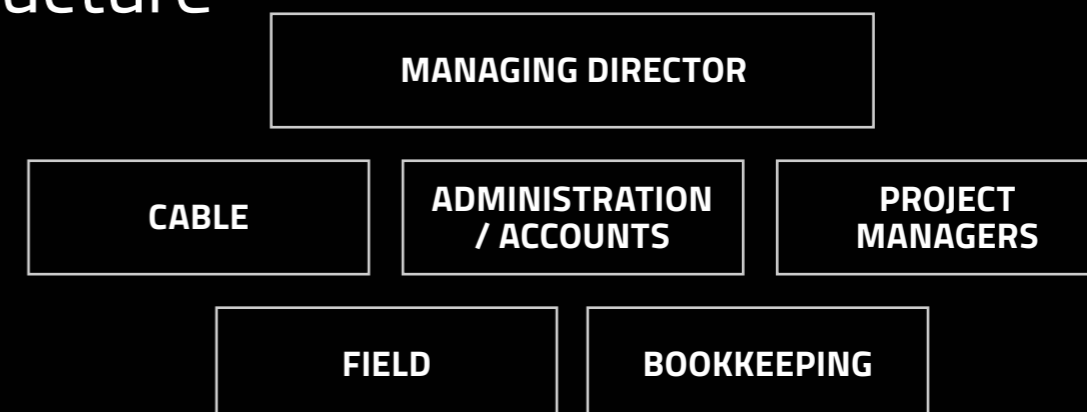 MANAGING DIRECTOR
CABLE
ADMINISTRATION
/ ACCOUNTS
PROJECT
MANAGERS
FIELD
BOOKKEEPING